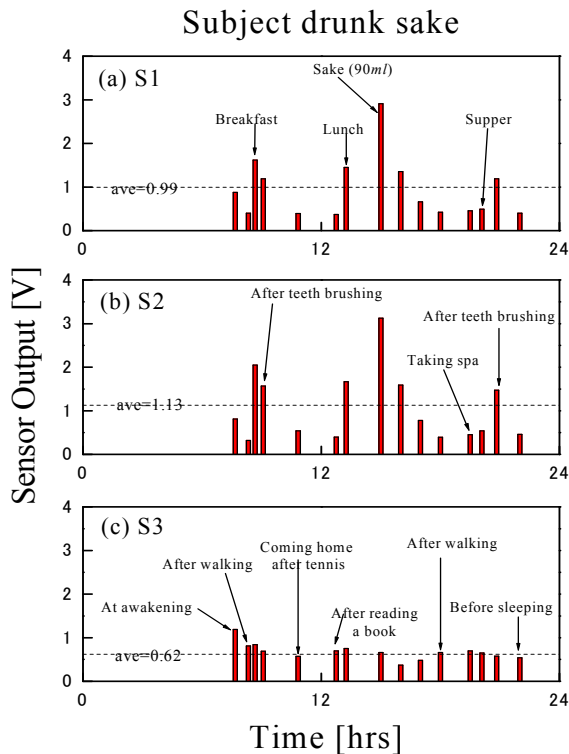 Subject drunk sake
Sensor Output [V]
(a) S1
Sake (90ml)
Breakfast
Lunch
Supper
ave=0.99
4
3
2
1
0
0
12
24
(b) S2
After teeth brushing
After teeth brushing
Taking spa
ave=1.13
4
3
2
1
0
0
12
24
(c) S3
After walking
Coming home
after tennis
After walking
At awakening
After reading
a book
Before sleeping
ave=0.62
4
3
2
1
0
0
12
24
Time [hrs]